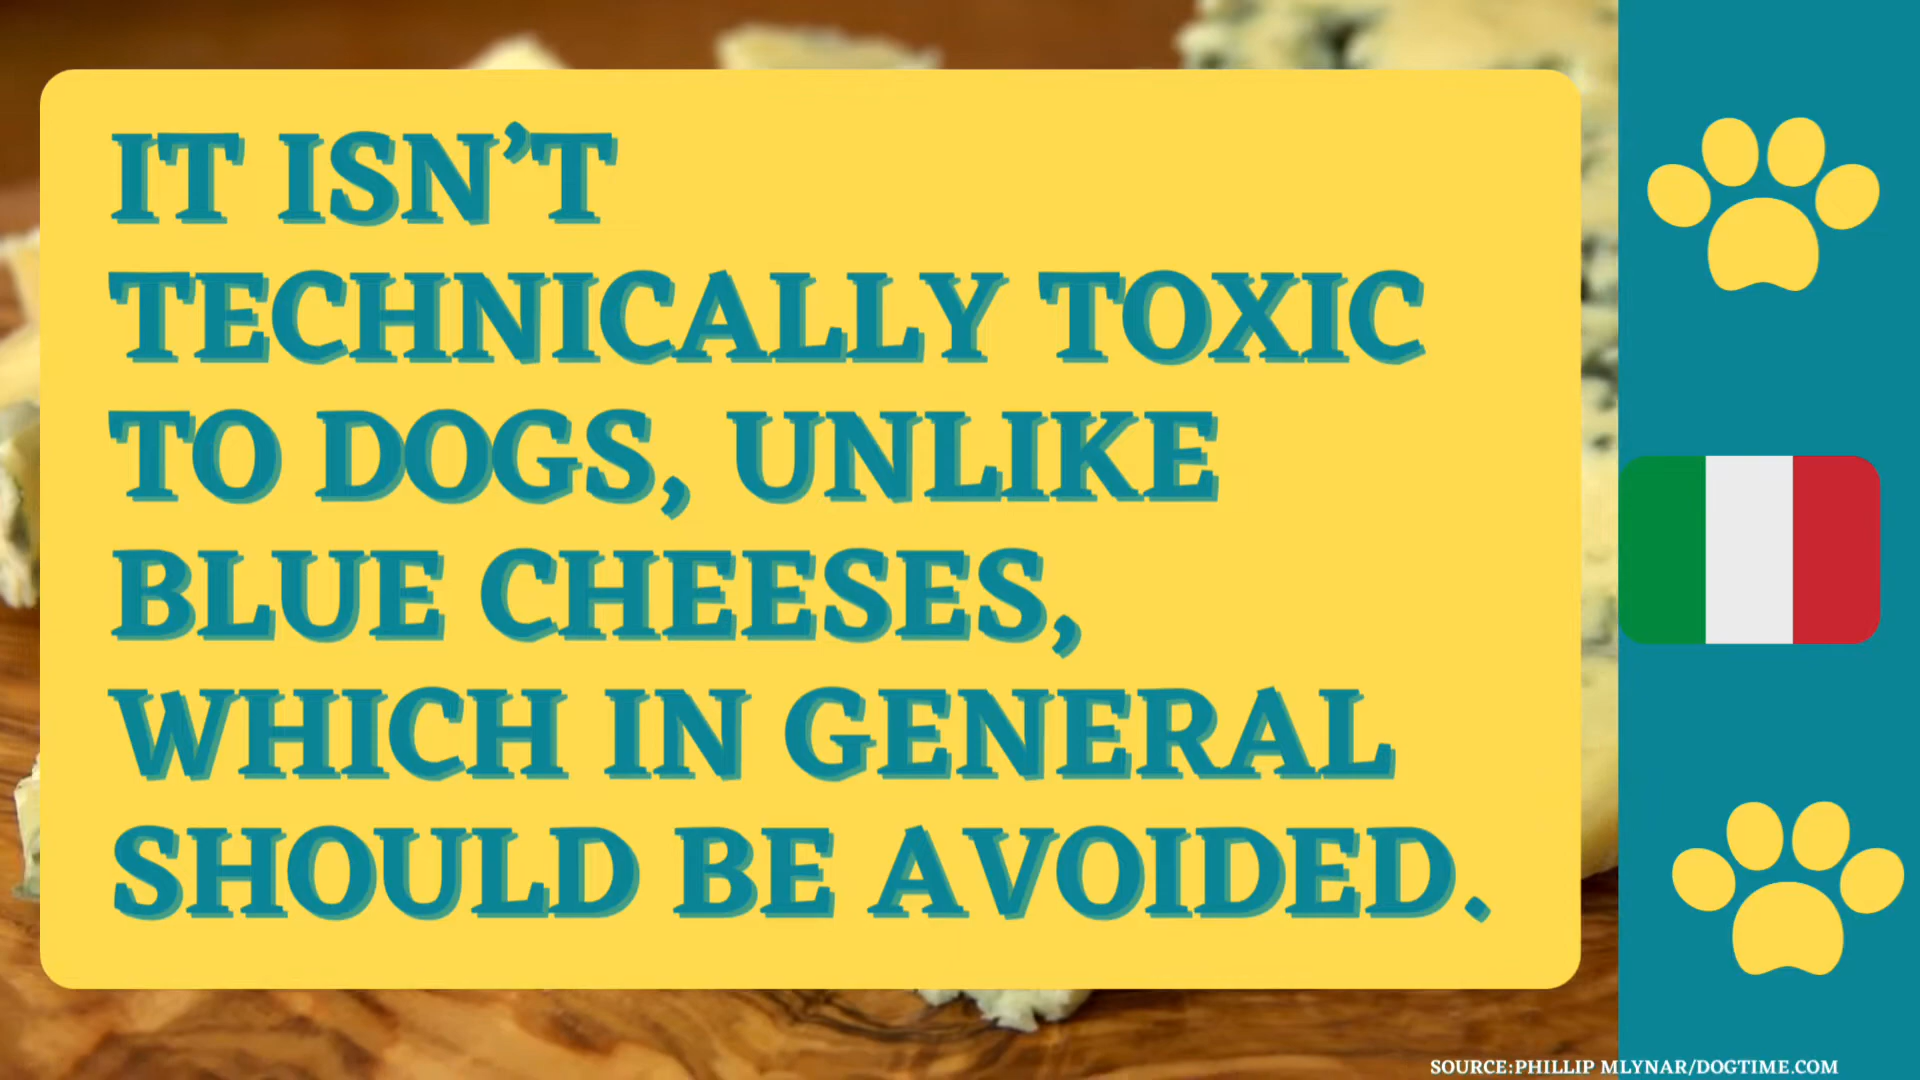 IT ISN’T
TECHNICALLY TOXIC
TO DOGS, UNLIKE
BLUE CHEESES,
WHICH IN GENERAL
SHOULD BE AVOIDED.
SOURCE:PHILLIP MLYNAR/DOGTIME.COM